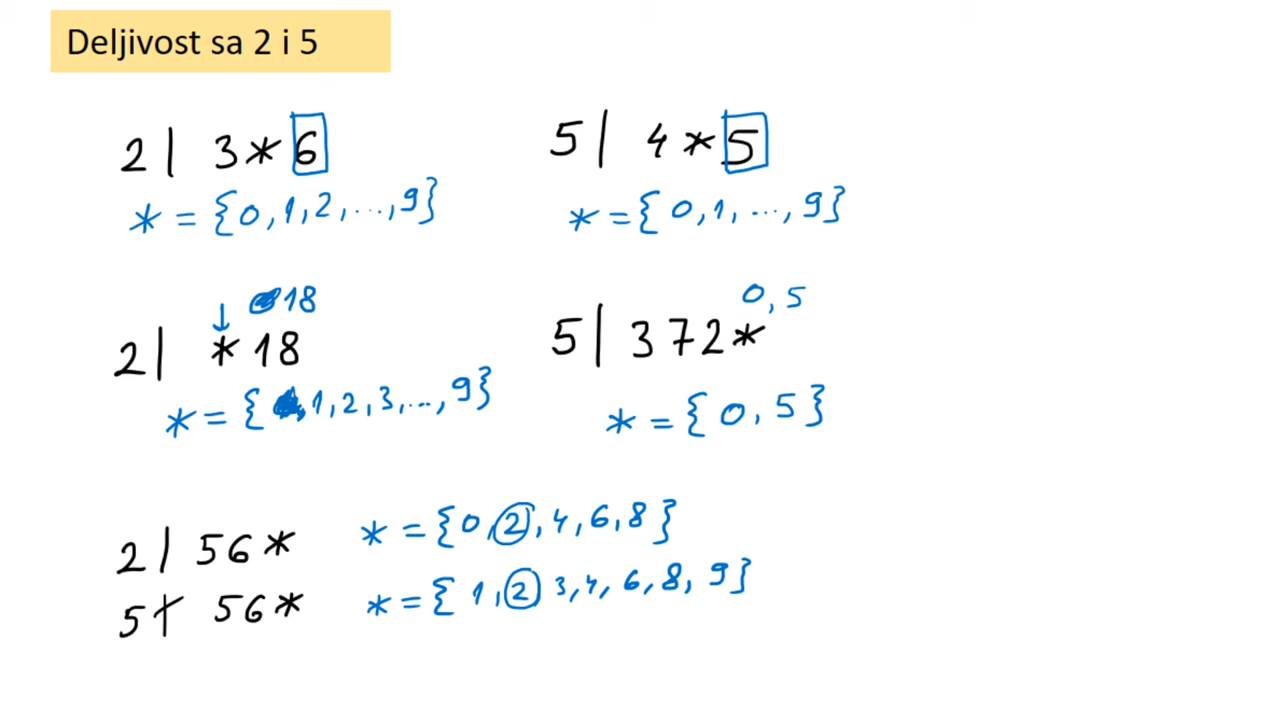 Deljivost sa 2 i 5
2 | 3*6
* = {0, 1, 2, ..., 9}
5 | 4*5
* = {0, 1, ..., 9}
↓ 18
2 | *18
* = {1, 2, 3, ..., 9}
0, 5
5 | 372*
* = {0, 5}
2 | 56* * = {0, 2, 4, 6, 8}
5 ∤ 56* * = {1, 2, 3, 4, 6, 8, 9}